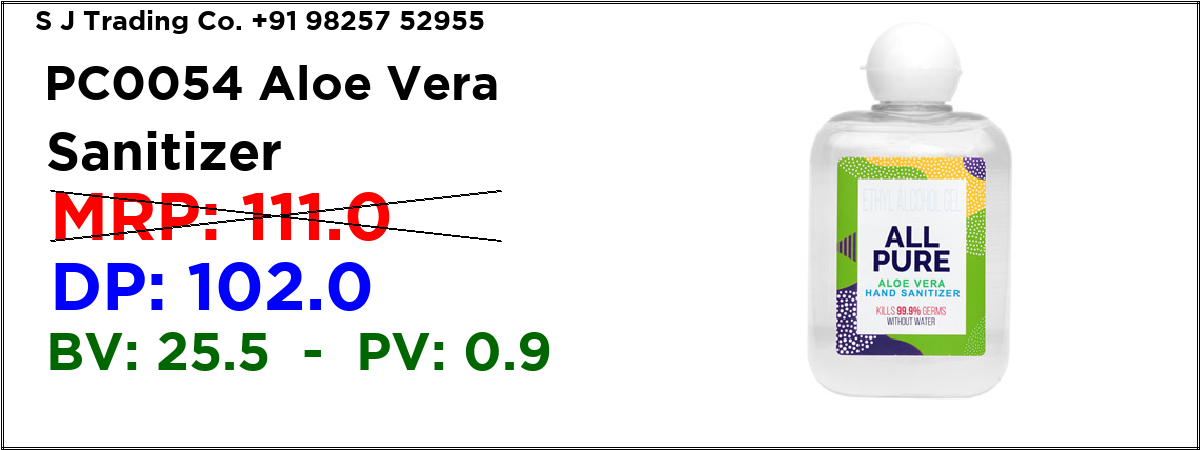 S J Trading Co. +91 98257 52955
PC0054 Aloe Vera
Sanitizer
MRP: 111.0
DP: 102.0
BV: 25.5 - PV: 0.9
ETHYL ALCOHOL GEL
ALL
PURE
ALOE VERA
HAND SANITIZER
KILLS 99.9% GERMS
WITHOUT WATER